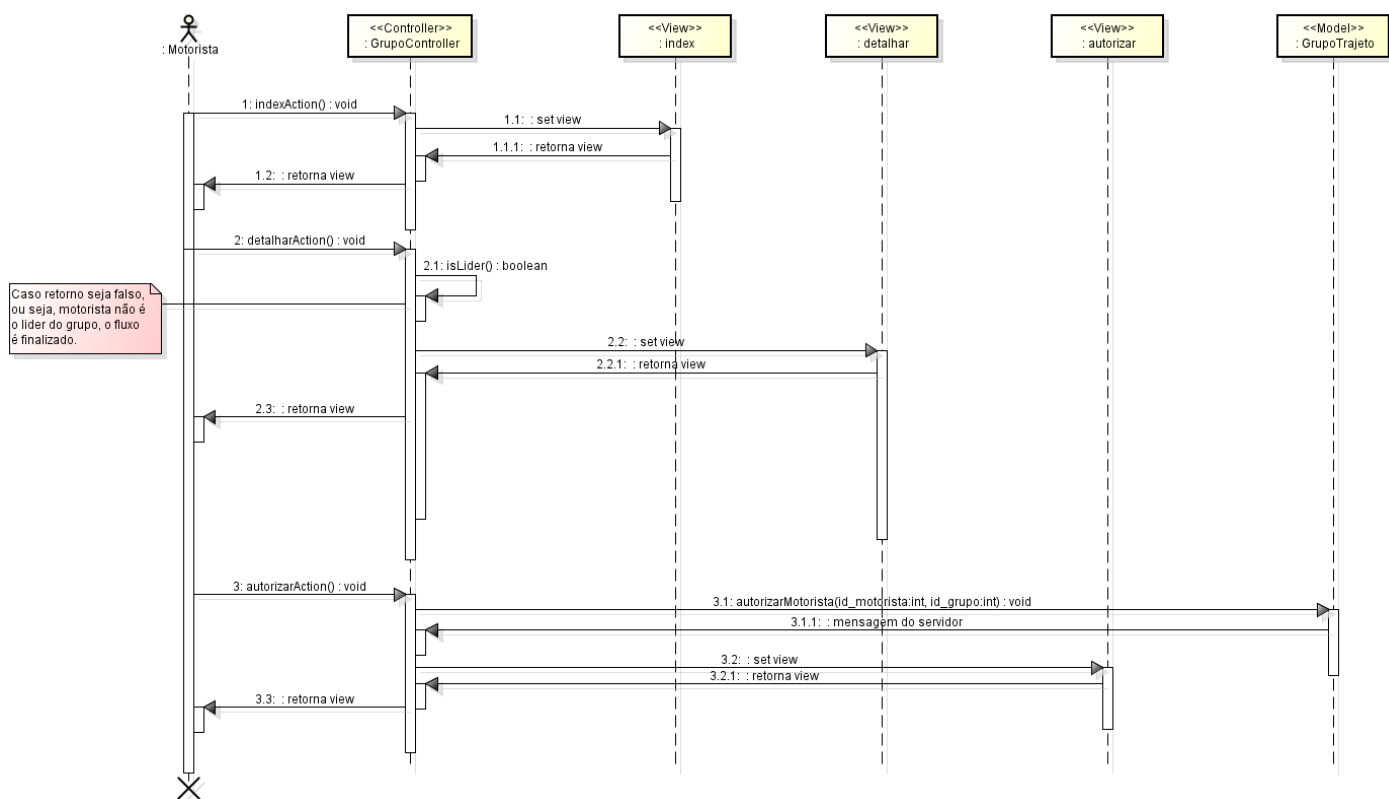 : Motorista
<<Controller>>
: GrupoController
<<View>>
: index
<<View>>
: detalhar
<<View>>
: autorizar
<<Model>>
: GrupoTrajeto
1: indexAction() : void
1.1: : set view
1.1.1: : retorna view
1.2: : retorna view
2: detalharAction() : void
2.1: isLider() : boolean
Caso retorno seja falso,
ou seja, motorista não é
o lider do grupo, o fluxo
é finalizado.
2.2: : set view
2.2.1: : retorna view
2.3: : retorna view
3: autorizarAction() : void
3.1: autorizarMotorista(id_motorista:int, id_grupo:int) : void
3.1.1: : mensagem do servidor
3.2: : set view
3.2.1: : retorna view
3.3: : retorna view